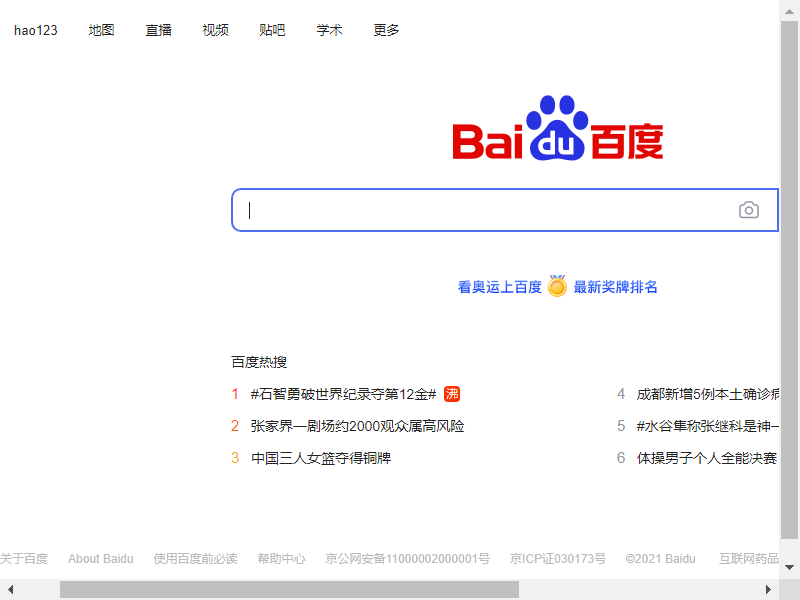 hao123 地图 直播 视频 贴吧 学术 更多
Baidu百度
看奥运上百度 最新奖牌排名
百度热搜
1 #石智勇破世界纪录夺第12金# 沸
2 张家界一剧场约2000观众属高风险
3 中国三人女篮夺得铜牌
4 成都新增5例本土确诊病
5 #水谷隼称张继科是神一
6 体操男子个人全能决赛
关于百度 About Baidu 使用百度前必读 帮助中心 京公网安备11000002000001号 京ICP证030173号 ©2021 Baidu 互联网药品